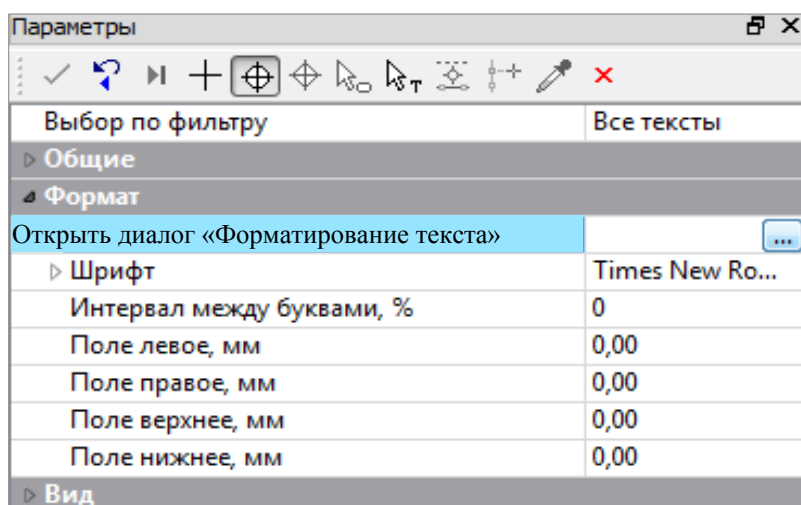 Параметры
Выбор по фильтру Все тексты
Общие
Формат
Открыть диалог «Форматирование текста» ...
Шрифт Times New Ro...
Интервал между буквами, % 0
Поле левое, мм 0,00
Поле правое, мм 0,00
Поле верхнее, мм 0,00
Поле нижнее, мм 0,00
Вид